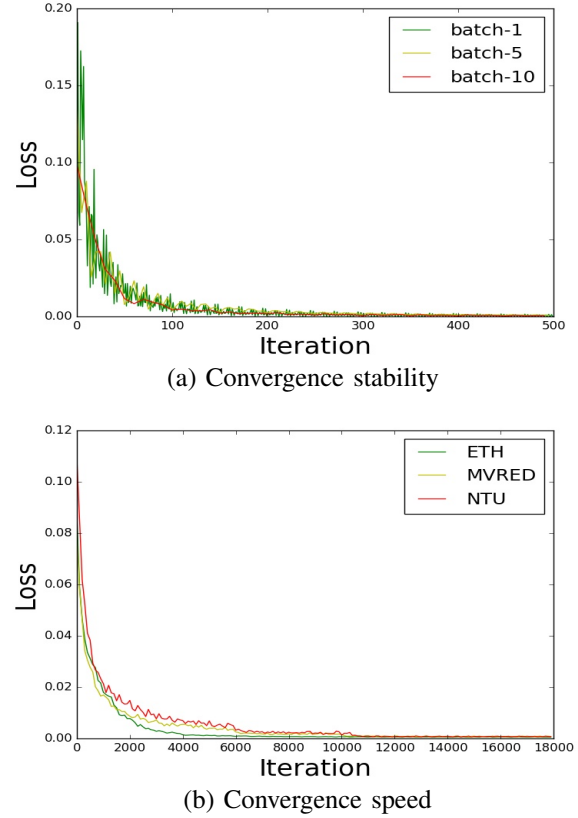 0.20
0.15
0.10
0.05
0.00
Loss
batch-1
batch-5
batch-10
0 100 200 300 400 500
Iteration
(a) Convergence stability
0.12
0.10
0.08
0.06
0.04
0.02
0.00
Loss
ETH
MVRED
NTU
0 2000 4000 6000 8000 10000 12000 14000 16000 18000
Iteration
(b) Convergence speed